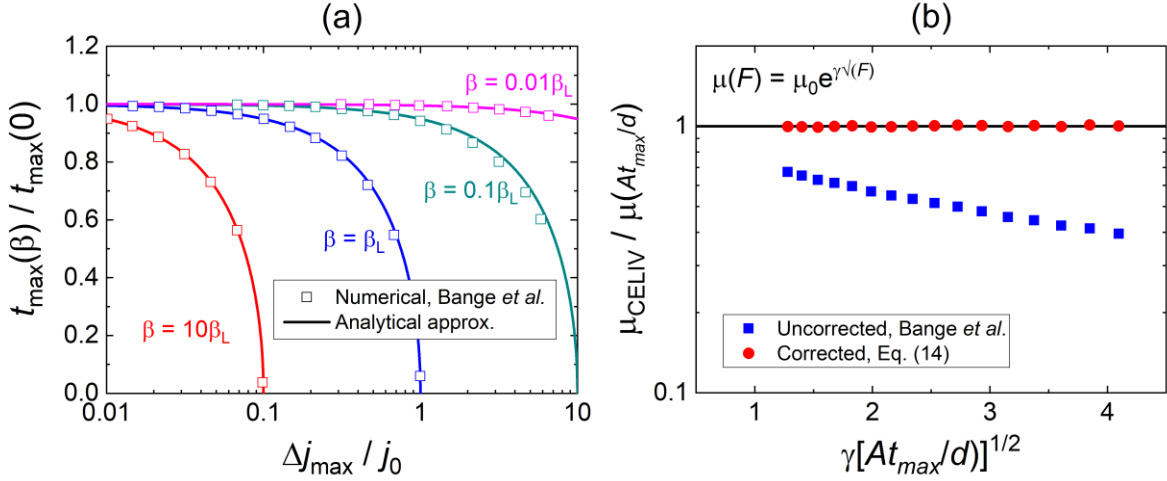 (a)
1.2
1.0
0.8
0.6
0.4
0.2
0.0
t_max(β) / t_max(0)
β = 0.01β_L
β = 0.1β_L
β = β_L
β = 10β_L
Numerical, Bange et al.
Analytical approx.
0.01
0.1
1
10
Δj_max / j_0
(b)
μ(F) = μ_0e^γ√(F)
1
0.1
μ_CELIV / μ(At_max/d)
Uncorrected, Bange et al.
Corrected, Eq. (14)
1
2
3
4
γ[At_max/d)]^1/2